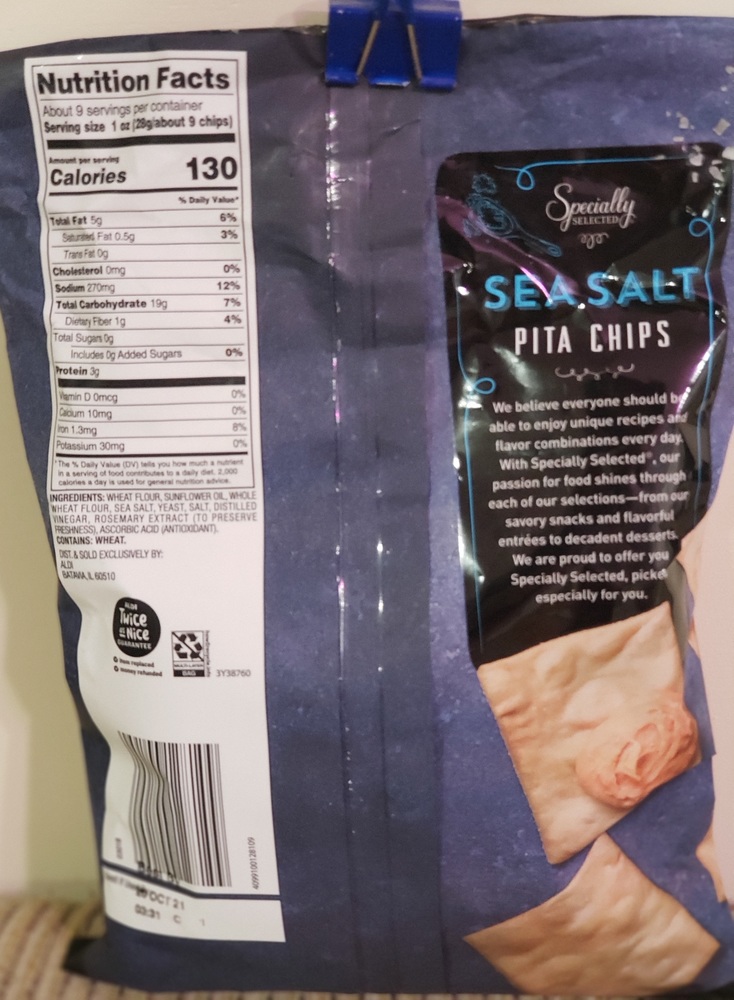 Nutrition Facts
About 9 servings per container
Serving size 1 oz (28g/about 9 chips)
Amount per serving
Calories 130
% Daily Value*
Total Fat 5g 6%
Saturated Fat 0.5g 3%
Trans Fat 0g
Cholesterol 0mg 0%
Sodium 270mg 12%
Total Carbohydrate 19g 7%
Dietary Fiber 1g 4%
Total Sugars 0g
Includes 0g Added Sugars 0%
Protein 3g
Vitamin D 0mcg 0%
Calcium 10mg 0%
Iron 1.3mg 8%
Potassium 30mg 0%
*The % Daily Value (DV) tells you how much a nutrient
in a serving of food contributes to a daily diet. 2,000
calories a day is used for general nutrition advice.
INGREDIENTS: WHEAT FLOUR, SUNFLOWER OIL, WHOLE
WHEAT FLOUR, SEA SALT, YEAST, SALT, DISTILLED
VINEGAR, ROSEMARY EXTRACT (TO PRESERVE
FRESHNESS), ASCORBIC ACID (ANTIOXIDANT).
CONTAINS: WHEAT.
DIST. & SOLD EXCLUSIVELY BY:
ALDI
BATAVIA, IL 60510
ALDI
Twice
as Nice
GUARANTEE
item replaced
money refunded
MULTI-LAYER
BAG
3Y38760
4099100128109
OCT 21
03:31 C 1
Specially
SELECTED
SEA SALT
PITA CHIPS
We believe everyone should be
able to enjoy unique recipes and
flavor combinations every day.
With Specially Selected®, our
passion for food shines through
each of our selections—from our
savory snacks and flavorful
entrées to decadent desserts.
We are proud to offer you
Specially Selected, picked
especially for you.